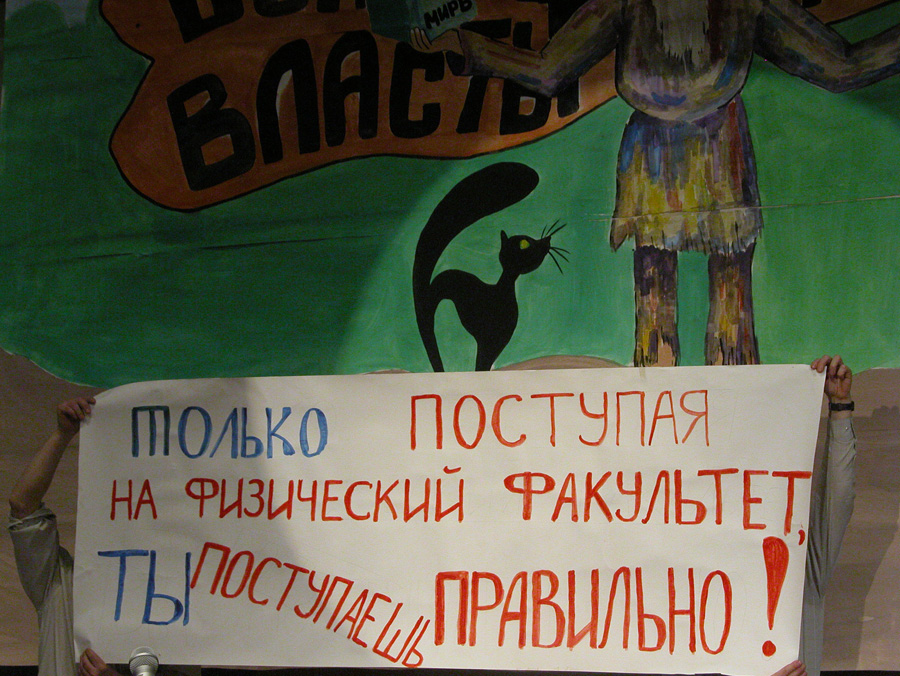 МИРЬ
ВЛАСТЬ!
ТОЛЬКО ПОСТУПАЯ
НА ФИЗИЧЕСКИЙ ФАКУЛЬТЕТ,
ТЫ ПОСТУПАЕШЬ ПРАВИЛЬНО!